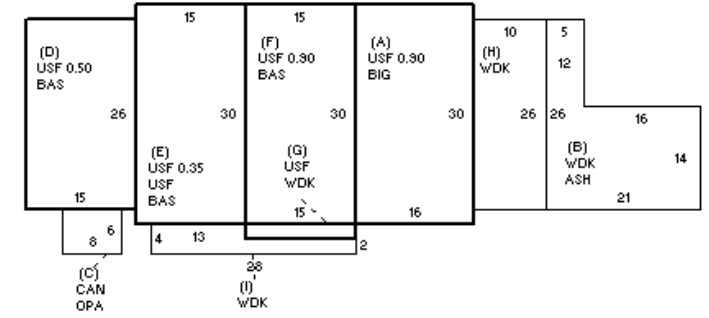 15
15
10
5
(D)
USF 0.50
BAS
(F)
USF 0.90
BAS
(A)
USF 0.90
BIG
(H)
WDK
12
26
30
30
30
26
26
16
(E)
USF 0.35
USF
BAS
(G)
USF
WDK
(B)
WDK
ASH
14
15
15
16
21
6
8
4
13
2
28
(C)
CAN
OPA
(I)
WDK